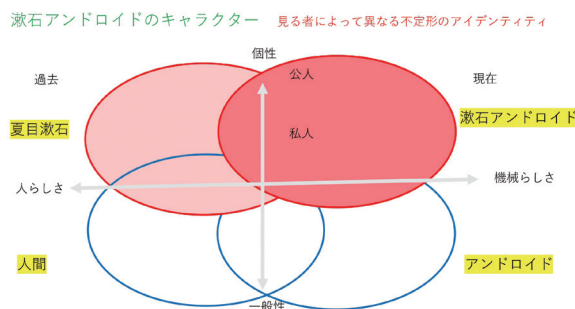 漱石アンドロイドのキャラクター 見る者によって異なる不定形のアイデンティティ
個性
過去
公人
現在
夏目漱石
私人
漱石アンドロイド
人らしさ
機械らしさ
人間
アンドロイド
一般性